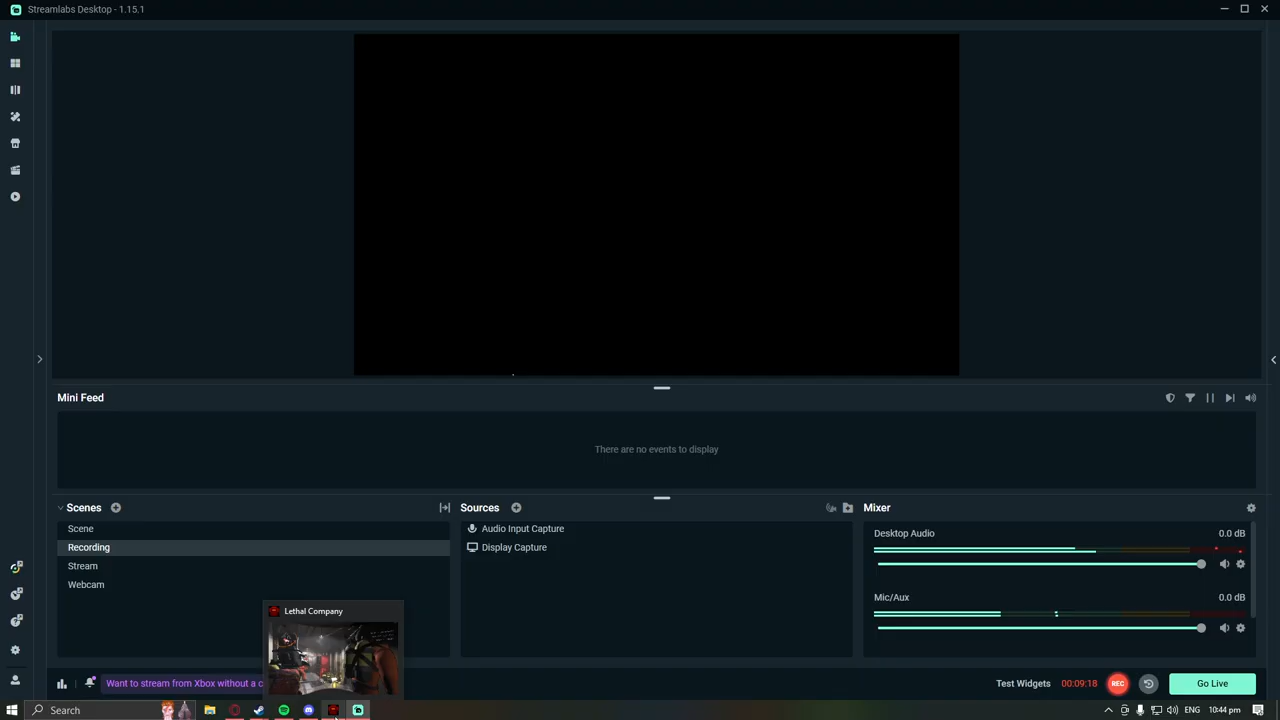 Streamlabs Desktop - 1.15.1
Mini Feed
There are no events to display
Scenes
Sources
Mixer
Scene
Recording
Stream
Webcam
Audio Input Capture
Display Capture
Desktop Audio 0.0 dB
Mic/Aux 0.0 dB
Lethal Company
Want to stream from Xbox without a c
Test Widgets 00:09:18 REC Go Live
Search
ENG 10:44 pm